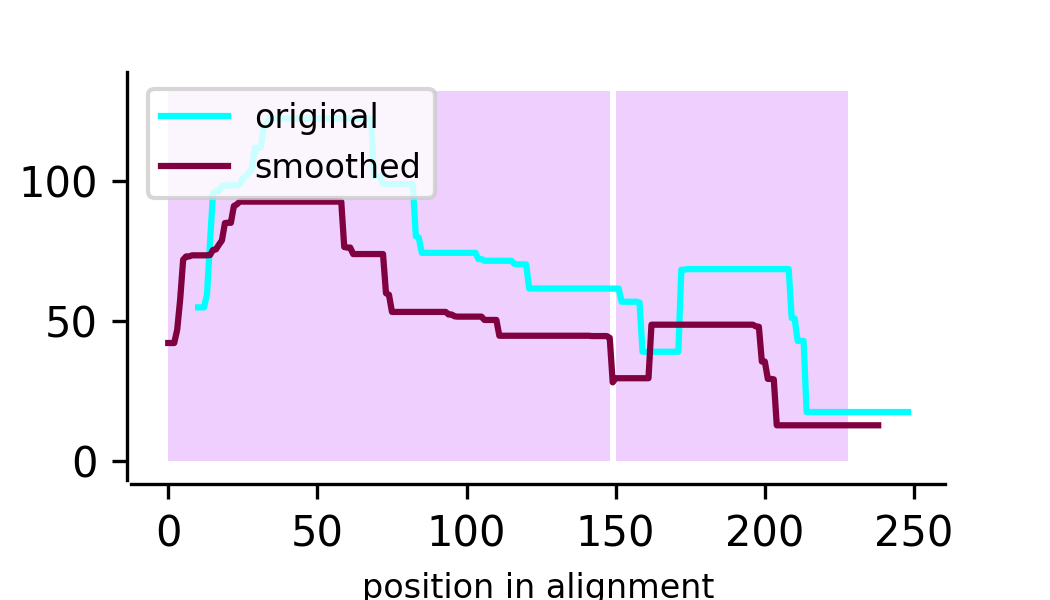 original
smoothed
100
50
0
0 50 100 150 200 250
position in alignment